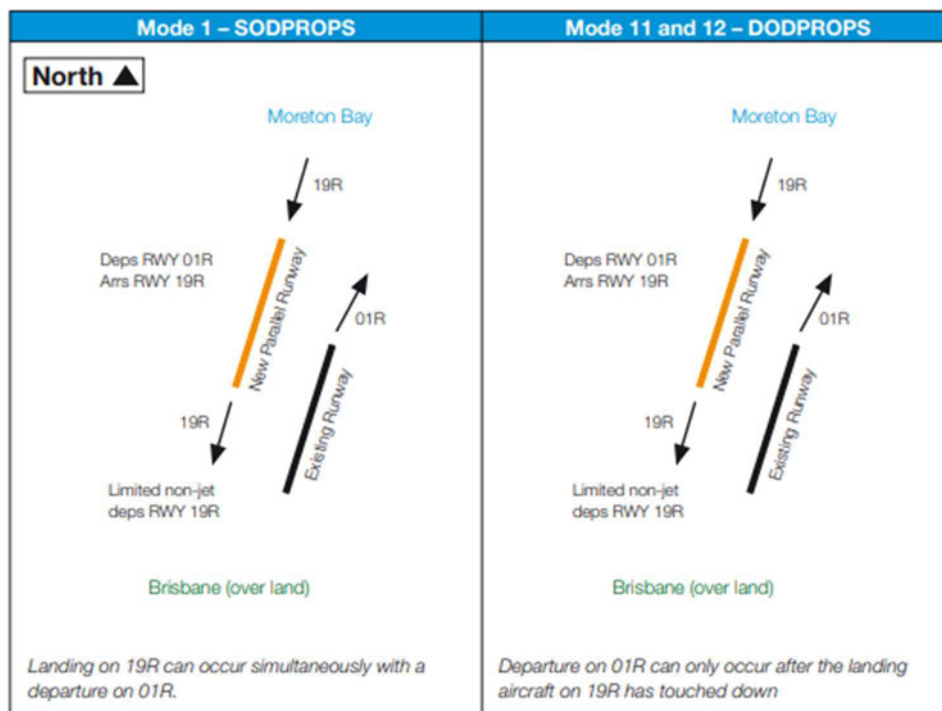 Mode 1 – SODPROPS
North ▲
Moreton Bay
19R
Deps RWY 01R
Arrs RWY 19R
New Parallel Runway
01R
19R
Existing Runway
Limited non-jet
deps RWY 19R
Brisbane (over land)
Landing on 19R can occur simultaneously with a
departure on 01R.
Mode 11 and 12 – DODPROPS
Moreton Bay
19R
Deps RWY 01R
Arrs RWY 19R
New Parallel Runway
01R
19R
Existing Runway
Limited non-jet
deps RWY 19R
Brisbane (over land)
Departure on 01R can only occur after the landing
aircraft on 19R has touched down